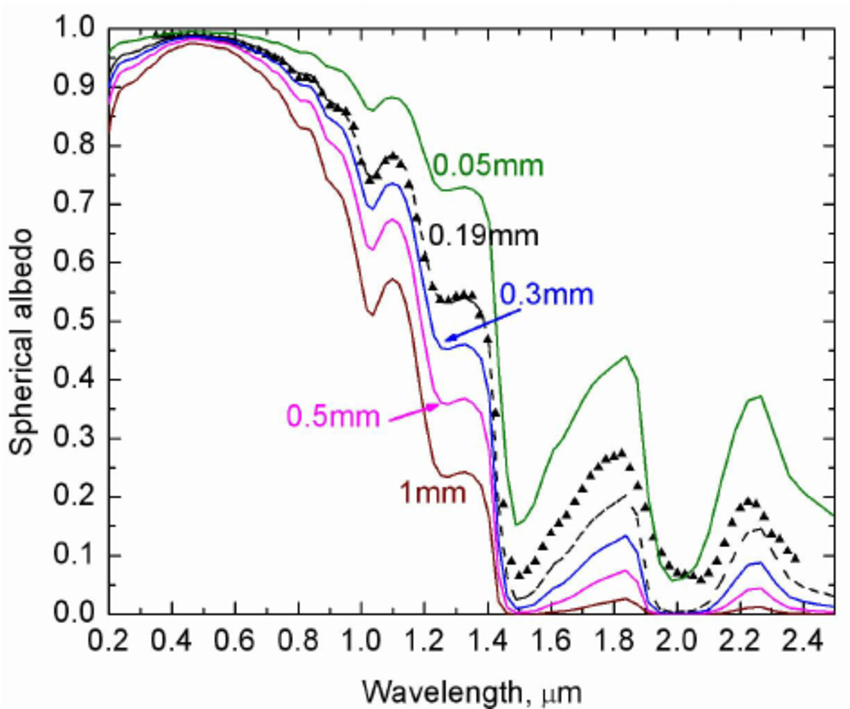 1.0
0.9
0.8
0.7
0.6
0.5
0.4
0.3
0.2
0.1
0.0
Spherical albedo
0.05mm
0.19mm
0.3mm
0.5mm
1mm
0.2 0.4 0.6 0.8 1.0 1.2 1.4 1.6 1.8 2.0 2.2 2.4
Wavelength, μm